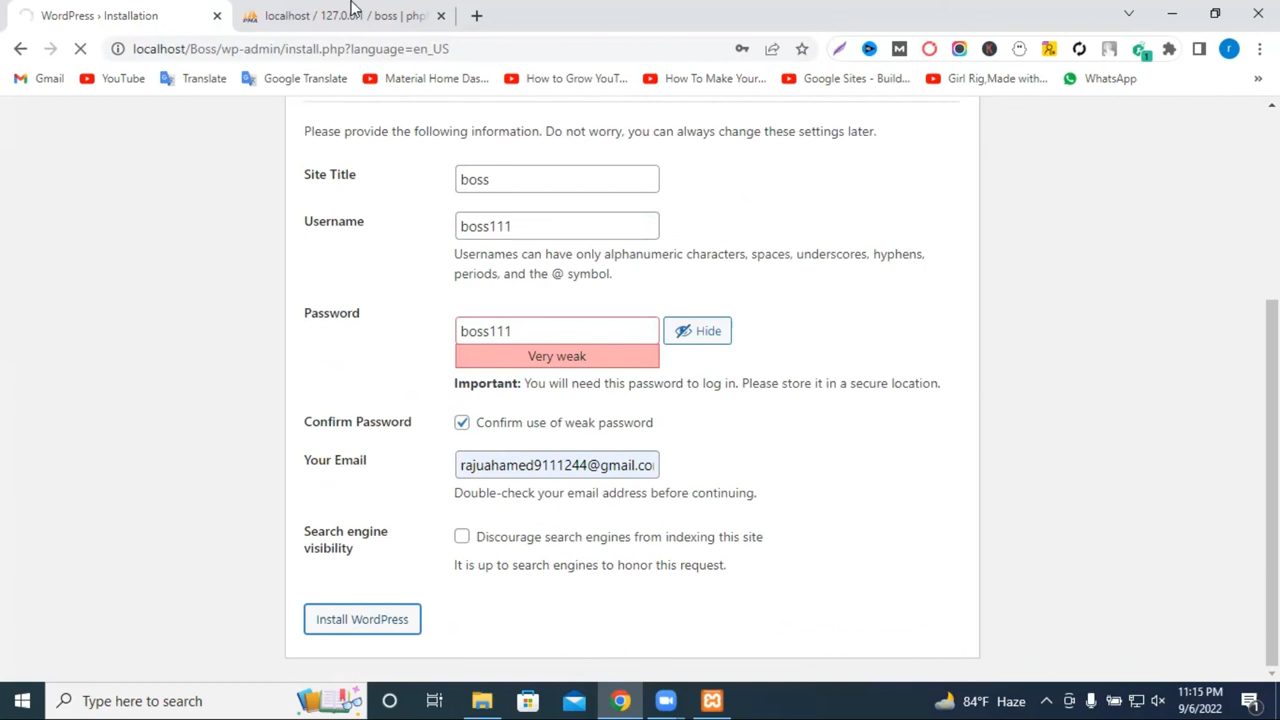 WordPress › Installation
localhost / 127.0.0.1 / boss | php
localhost/Boss/wp-admin/install.php?language=en_US
Gmail
YouTube
Translate
Google Translate
Material Home Das...
How to Grow YouT...
How To Make Your...
Google Sites - Build...
Girl Rig,Made with...
WhatsApp
Please provide the following information. Do not worry, you can always change these settings later.
Site Title
boss
Username
boss111
Usernames can have only alphanumeric characters, spaces, underscores, hyphens,
periods, and the @ symbol.
Password
boss111
Hide
Very weak
Important: You will need this password to log in. Please store it in a secure location.
Confirm Password
Confirm use of weak password
Your Email
rajuahamed9111244@gmail.co
Double-check your email address before continuing.
Search engine
visibility
Discourage search engines from indexing this site
It is up to search engines to honor this request.
Install WordPress
Type here to search
84°F Haze
11:15 PM
9/6/2022